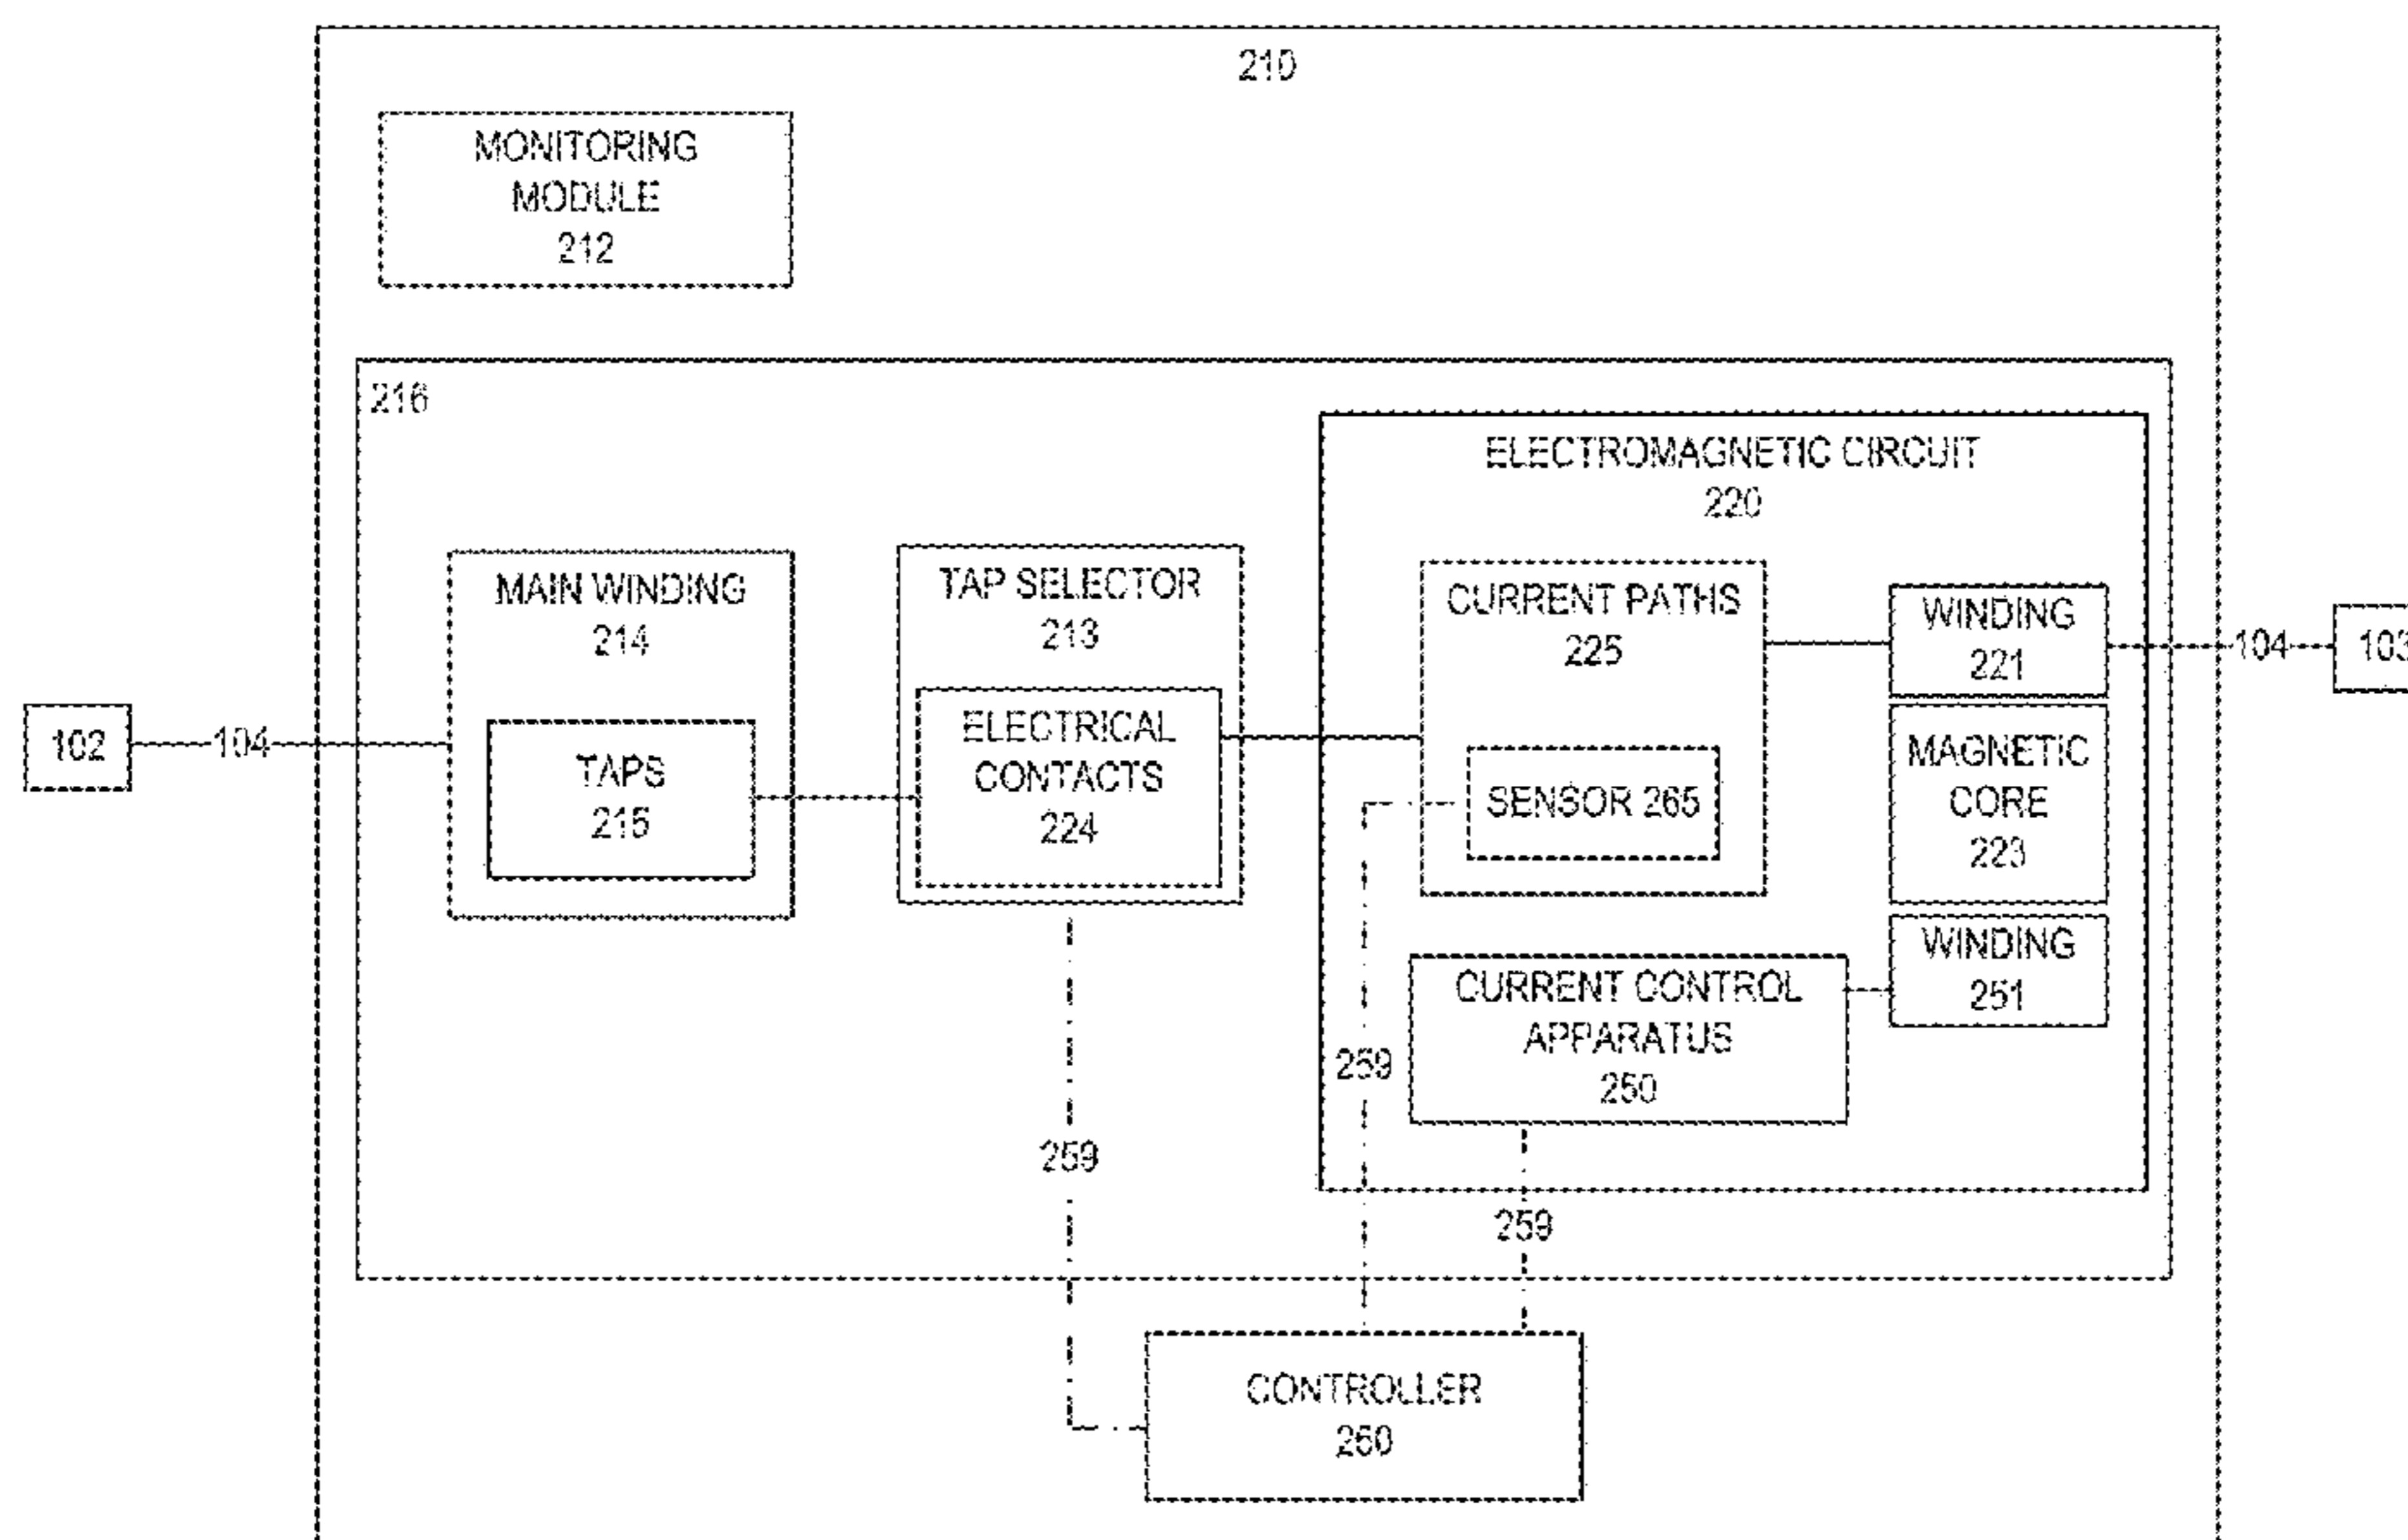 210
MONITORING
MODULE
212
216
ELECTROMAGNETIC CIRCUIT
220
MAIN WINDING
214
TAPS
215
TAP SELECTOR
213
ELECTRICAL
CONTACTS
224
CURRENT PATHS
225
SENSOR 265
WINDING
221
MAGNETIC
CORE
223
WINDING
251
CURRENT CONTROL
APPARATUS
250
102
104
104
103
259
259
259
CONTROLLER
260